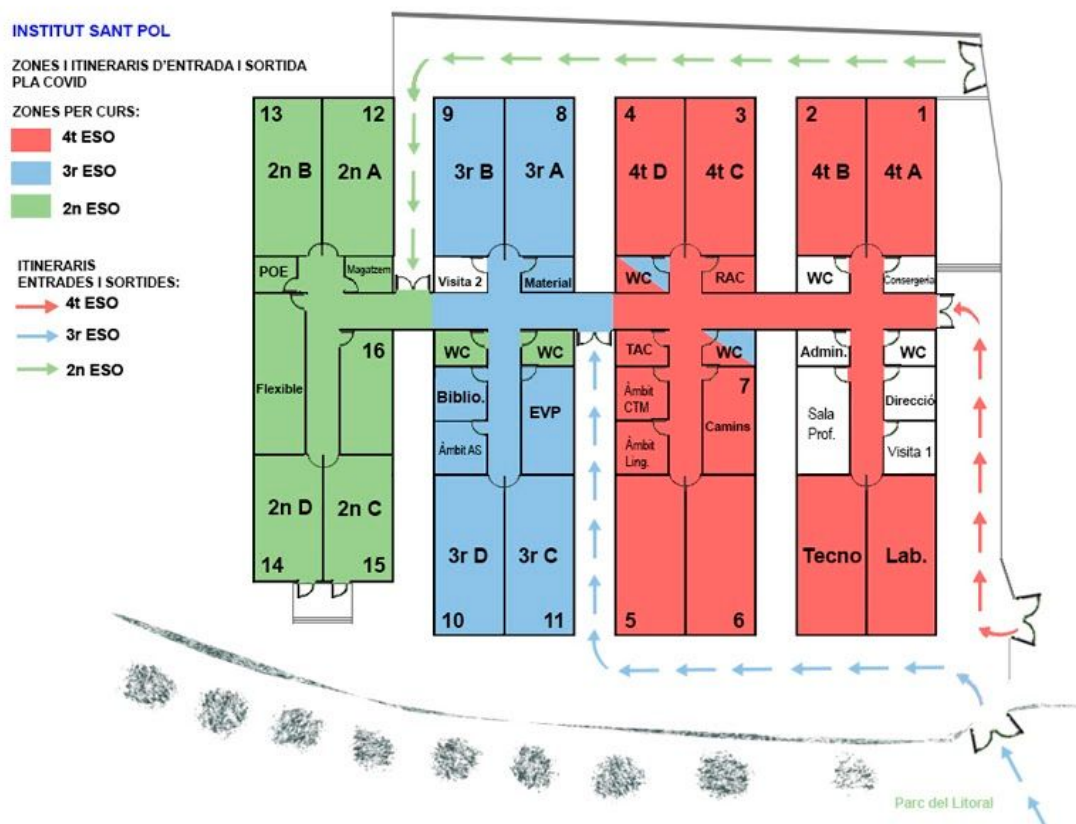 INSTITUT SANT POL
ZONES I ITINERARIS D'ENTRADA I SORTIDA
PLA COVID
ZONES PER CURS:
4t ESO
3r ESO
2n ESO
ITINERARIS
ENTRADES I SORTIDES:
4t ESO
3r ESO
2n ESO
13
12
2n B
2n A
POE
Magatzem
Flexible
16
2n D
2n C
14
15
9
8
3r B
3r A
Visita 2
Material
WC
WC
Biblio.
EVP
Àmbit AS
3r D
3r C
10
11
4
3
4t D
4t C
WC
RAC
TAC
WC
Àmbit
CTM
7
Camins
Àmbit
Ling.
5
6
2
1
4t B
4t A
WC
Consergeria
Admin.
WC
Sala
Prof.
Direcció
Visita 1
Tecno
Lab.
Parc del Litoral